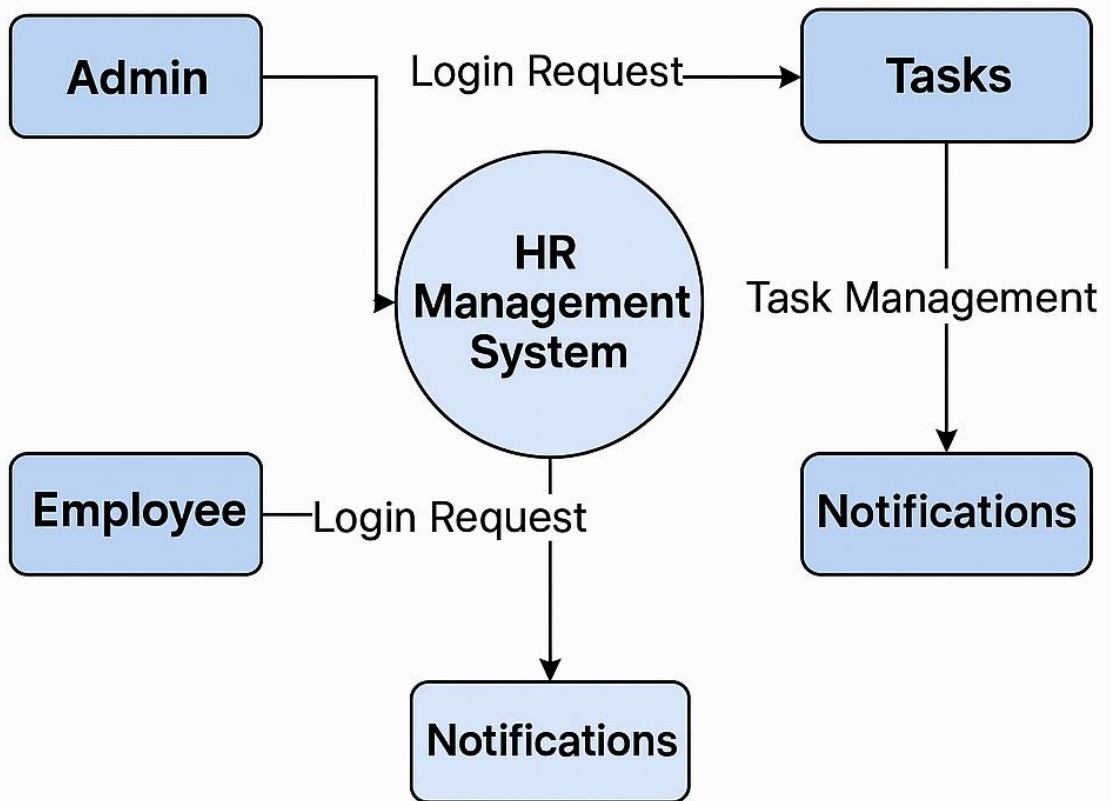 Admin
Login Request
Tasks
HR
Management
System
Task Management
Employee
Login Request
Notifications
Notifications